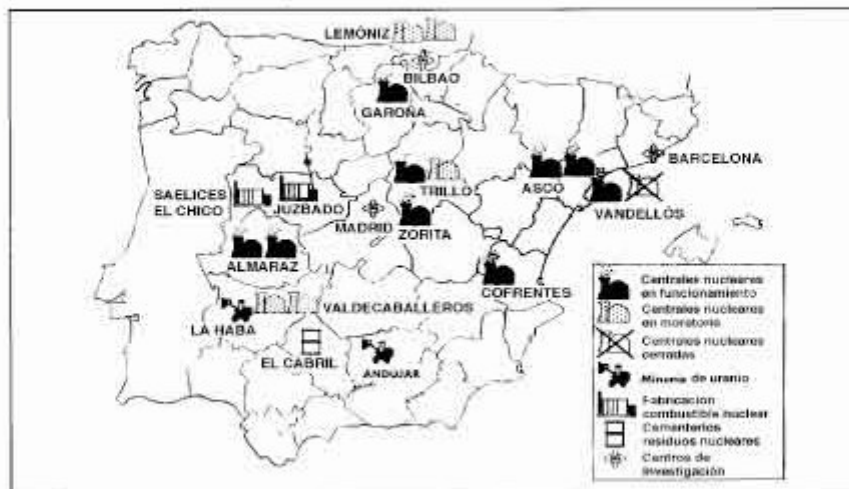 LEMÓNIZ
BILBAO
GAROÑA
BARCELONA
TRILLO
ASCO
SAELICES
EL CHICO
JUZBADO
VANDELLÓS
MADRID
ZORITA
ALMARAZ
COFRENTES
VALDECABALLEROS
LA HABA
EL CABRIL
ANDUJAR
Centrales nucleares
en funcionamiento
Centrales nucleares
en moratoria
Centrales nucleares
cerradas
Minería de uranio
Fabricación
combustible nuclear
Cementerios
residuos nucleares
Centros de
investigación